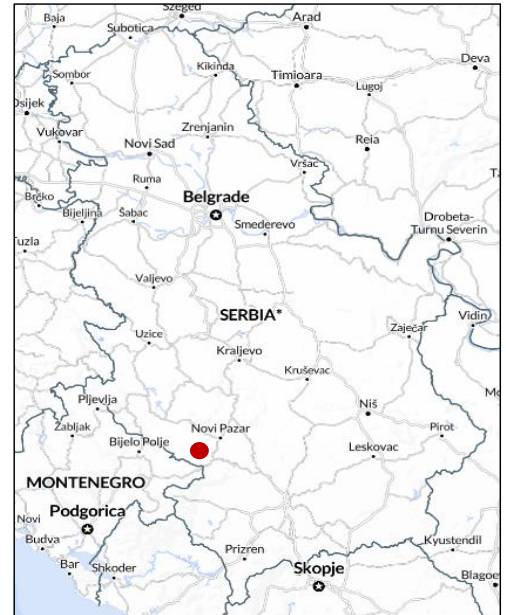 Szeged
Baja
Arad
Subotica
Deva
Sombor
Kikinda
Timioara
Lugoj
Osijek
Vukovar
Zrenjanin
Reia
Novi Sad
Vršac
Ruma
Brčko
Belgrade
Bijeljina
Šabac
Smederevo
Drobeta-
Turnu Severin
Tuzla
Valjevo
SERBIA*
Vidin
Zaječar
Uzice
Kraljevo
Kruševac
Pljevlja
Niš
Žabljak
Novi Pazar
Pirot
Bijelo Polje
Leskovac
MONTENEGRO
Podgorica
Novi
Budva
Prizren
Kyustendil
Bar
Shkoder
Skopje
Blagoe